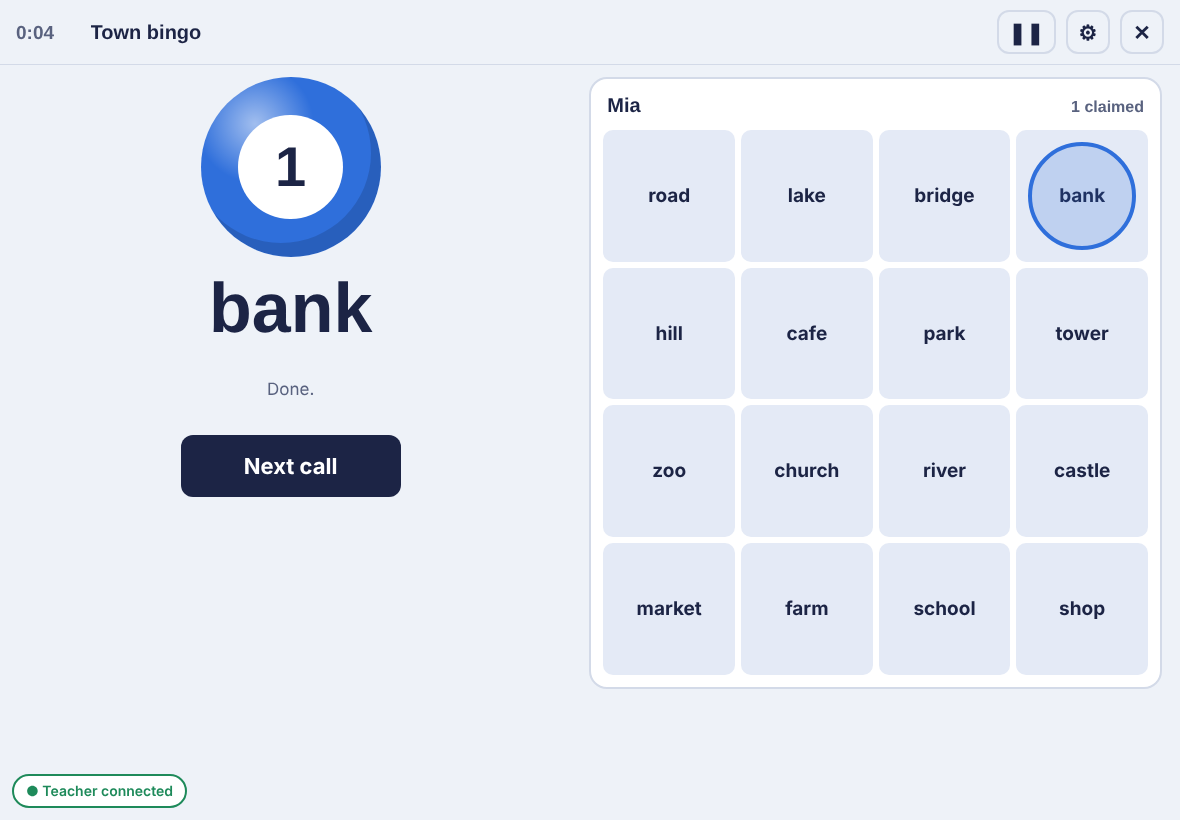 0:04 Town bingo
❚❚ ⚙ ✕
1
bank
Done.
Next call
Mia 1 claimed
road lake bridge bank
hill cafe park tower
zoo church river castle
market farm school shop
Teacher connected